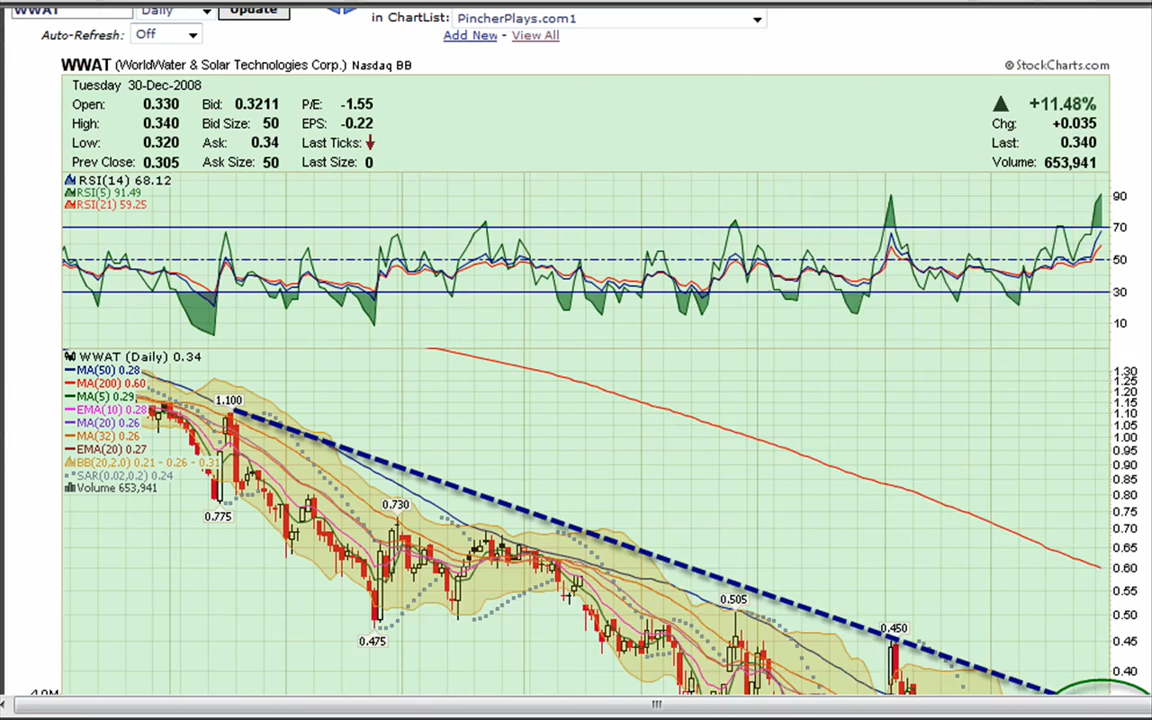 WWAT Daily Update
in ChartList: PincherPlays.com1
Auto-Refresh: Off Add New - View All
WWAT (WorldWater & Solar Technologies Corp.) Nasdaq BB © StockCharts.com
Tuesday 30-Dec-2008
Open: 0.330 Bid: 0.3211 P/E: -1.55 +11.48%
High: 0.340 Bid Size: 50 EPS: -0.22 Chg: +0.035
Low: 0.320 Ask: 0.34 Last Ticks: Last: 0.340
Prev Close: 0.305 Ask Size: 50 Last Size: 0 Volume: 653,941
RSI(14) 68.12
RSI(5) 91.49
RSI(21) 59.25
90
70
50
30
10
WWAT (Daily) 0.34
MA(50) 0.28
MA(200) 0.60
MA(5) 0.29
EMA(10) 0.28
MA(20) 0.26
MA(32) 0.26
EMA(20) 0.27
BB(20,2.0) 0.21 - 0.26 - 0.31
SAR(0.02,0.2) 0.24
Volume 653,941
1.100
0.775
0.730
0.475
0.505
0.450
1.30
1.25
1.20
1.15
1.10
1.05
1.00
0.95
0.90
0.85
0.80
0.75
0.70
0.65
0.60
0.55
0.50
0.45
0.40
4.0M